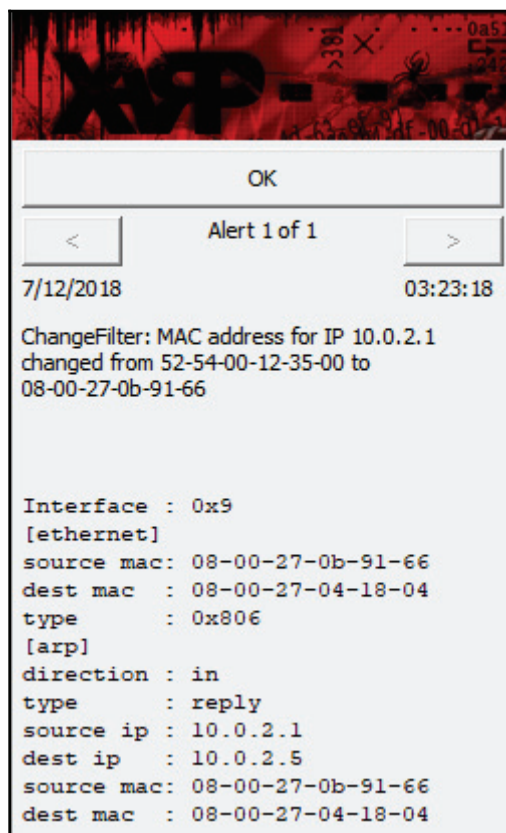 XARP
>381
0a5
OK
<
Alert 1 of 1
>
7/12/2018
03:23:18
ChangeFilter: MAC address for IP 10.0.2.1
changed from 52-54-00-12-35-00 to
08-00-27-0b-91-66
Interface : 0x9
[ethernet]
source mac: 08-00-27-0b-91-66
dest mac : 08-00-27-04-18-04
type : 0x806
[arp]
direction : in
type : reply
source ip : 10.0.2.1
dest ip : 10.0.2.5
source mac: 08-00-27-0b-91-66
dest mac : 08-00-27-04-18-04